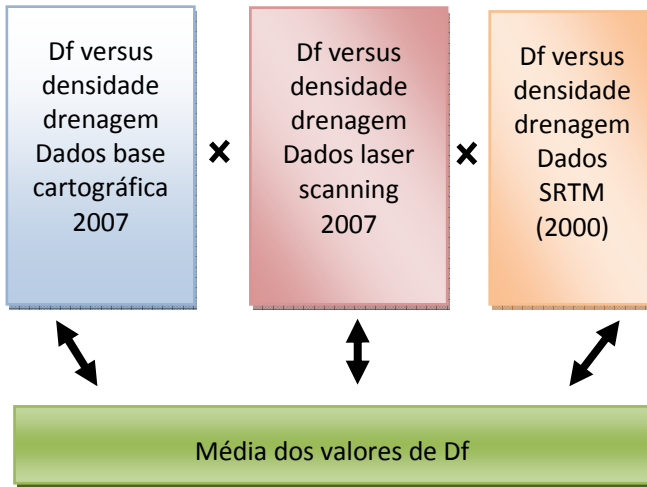 Df versus
densidade
drenagem
Dados base
cartográfica
2007
×
Df versus
densidade
drenagem
Dados laser
scanning
2007
×
Df versus
densidade
drenagem
Dados
SRTM
(2000)
Média dos valores de Df